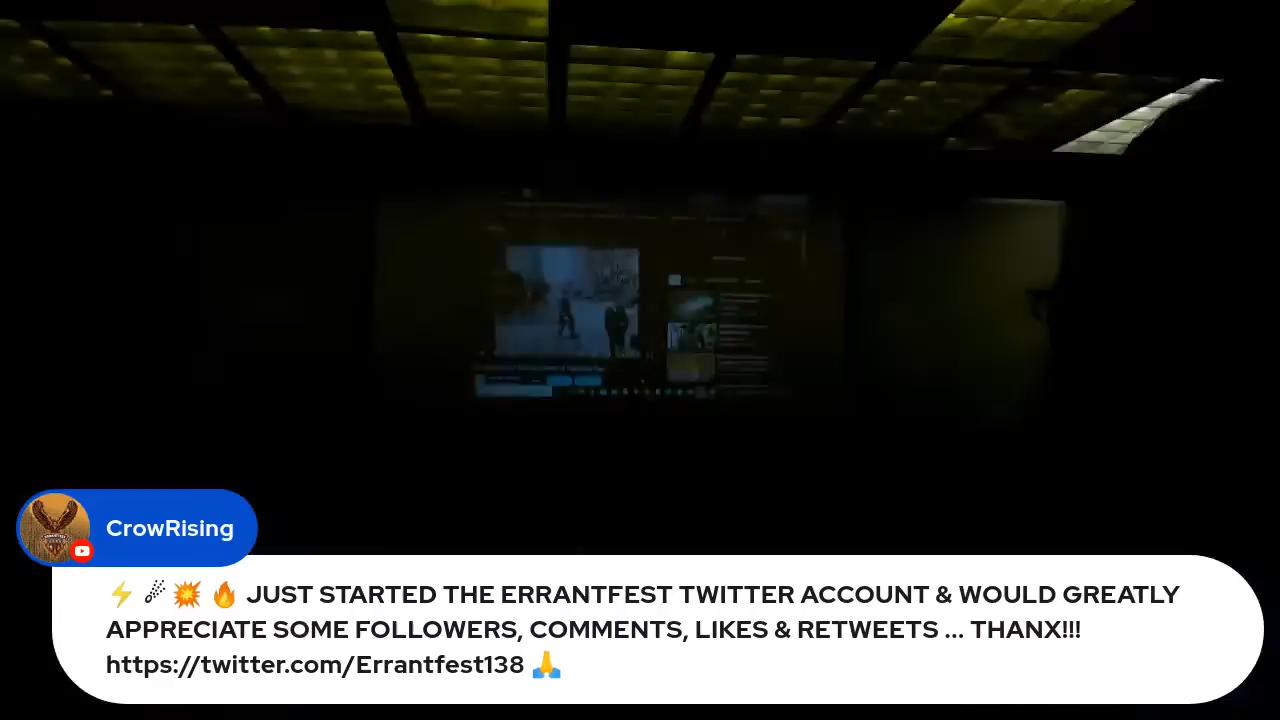 CrowRising
⚡ ☄ 💥 🔥 JUST STARTED THE ERRANTFEST TWITTER ACCOUNT & WOULD GREATLY
APPRECIATE SOME FOLLOWERS, COMMENTS, LIKES & RETWEETS ... THANX!!!
https://twitter.com/Errantfest138 🙏